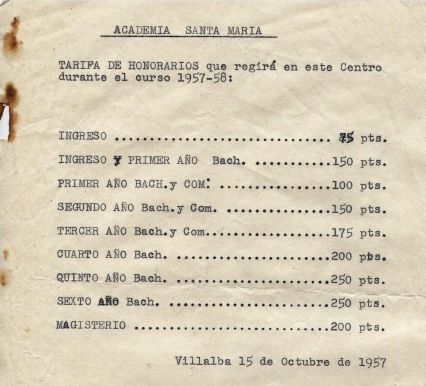 ACADEMIA SANTA MARIA
TARIFA DE HONORARIOS que regirá en este Centro
durante el curso 1957-58:
INGRESO ................................ 75 pts.
INGRESO Y PRIMER AÑO Bach. ............150 pts.
PRIMER AÑO BACH.y COM: .................100 pts.
SEGUNDO AÑO Bach.y Com. ...............150 pts.
TERCER AÑO Bach.y Com..................175 pts.
CUARTO AÑO Bach. ......................200 pts.
QUINTO AÑO Bach. ......................250 pts.
SEXTO AÑO Bach. .......................250 pts.
MAGISTERIO ............................200 pts.
Villalba 15 de Octubre de 1957